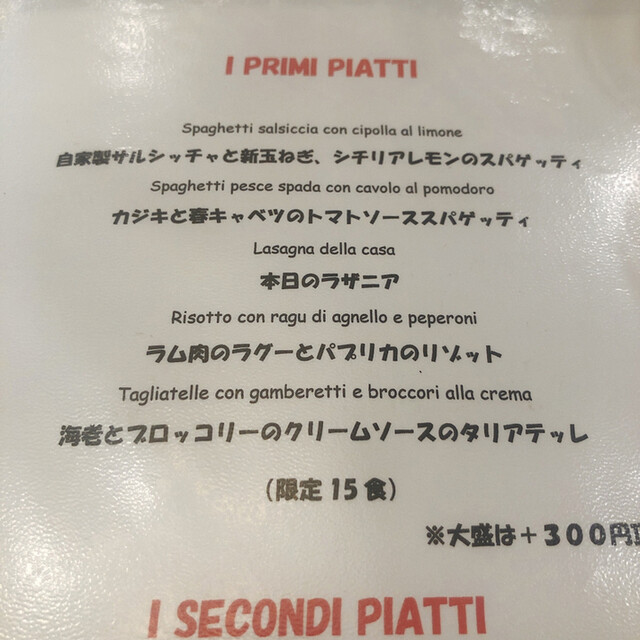 I PRIMI PIATTI
Spaghetti salsiccia con cipolla al limone
自家製サルシッチャと新玉ねぎ、シチリアレモンのスパゲッティ
Spaghetti pesce spada con cavolo al pomodoro
カジキと春キャベツのトマトソーススパゲッティ
Lasagna della casa
本日のラザニア
Risotto con ragu di agnello e peperoni
ラム肉のラグーとパプリカのリゾット
Tagliatelle con gamberetti e broccori alla crema
海老とブロッコリーのクリームソースのタリアテッレ
（限定15食）
※大盛は＋300円
I SECONDI PIATTI